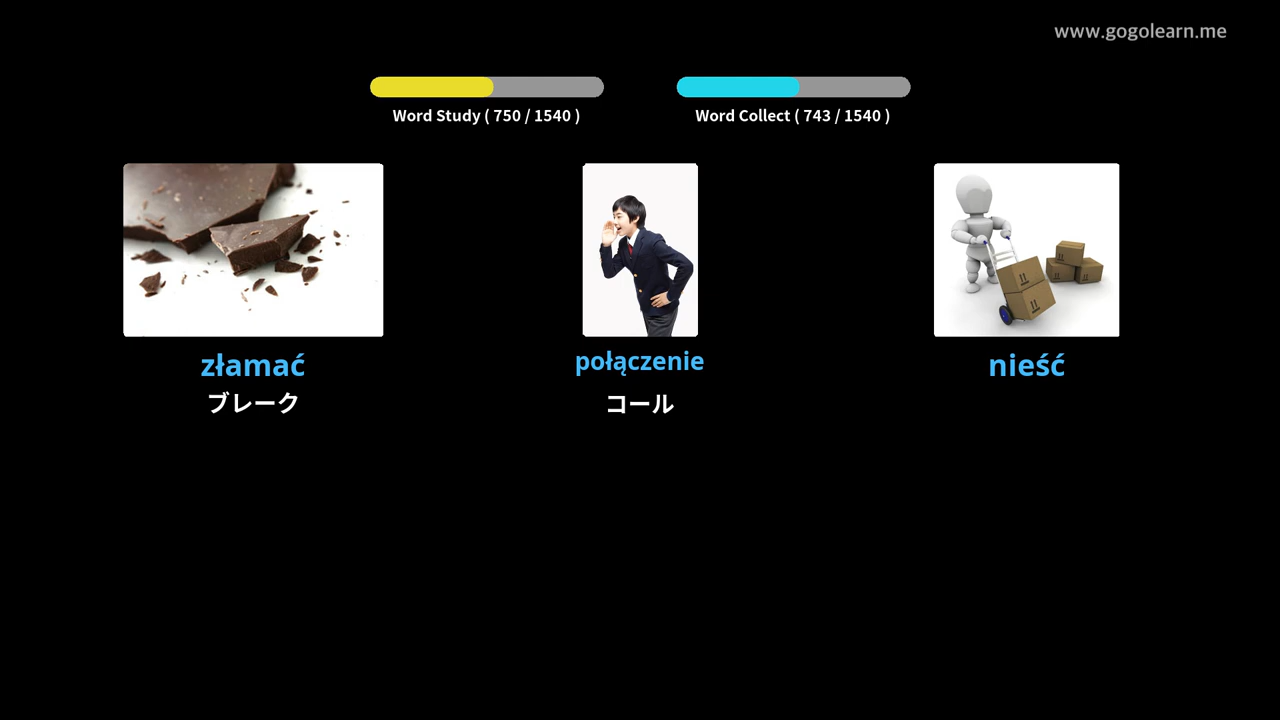 www.gogolearn.me
Word Study ( 750 / 1540 )
Word Collect ( 743 / 1540 )
złamać
połączenie
nieść
ブレーク
コール